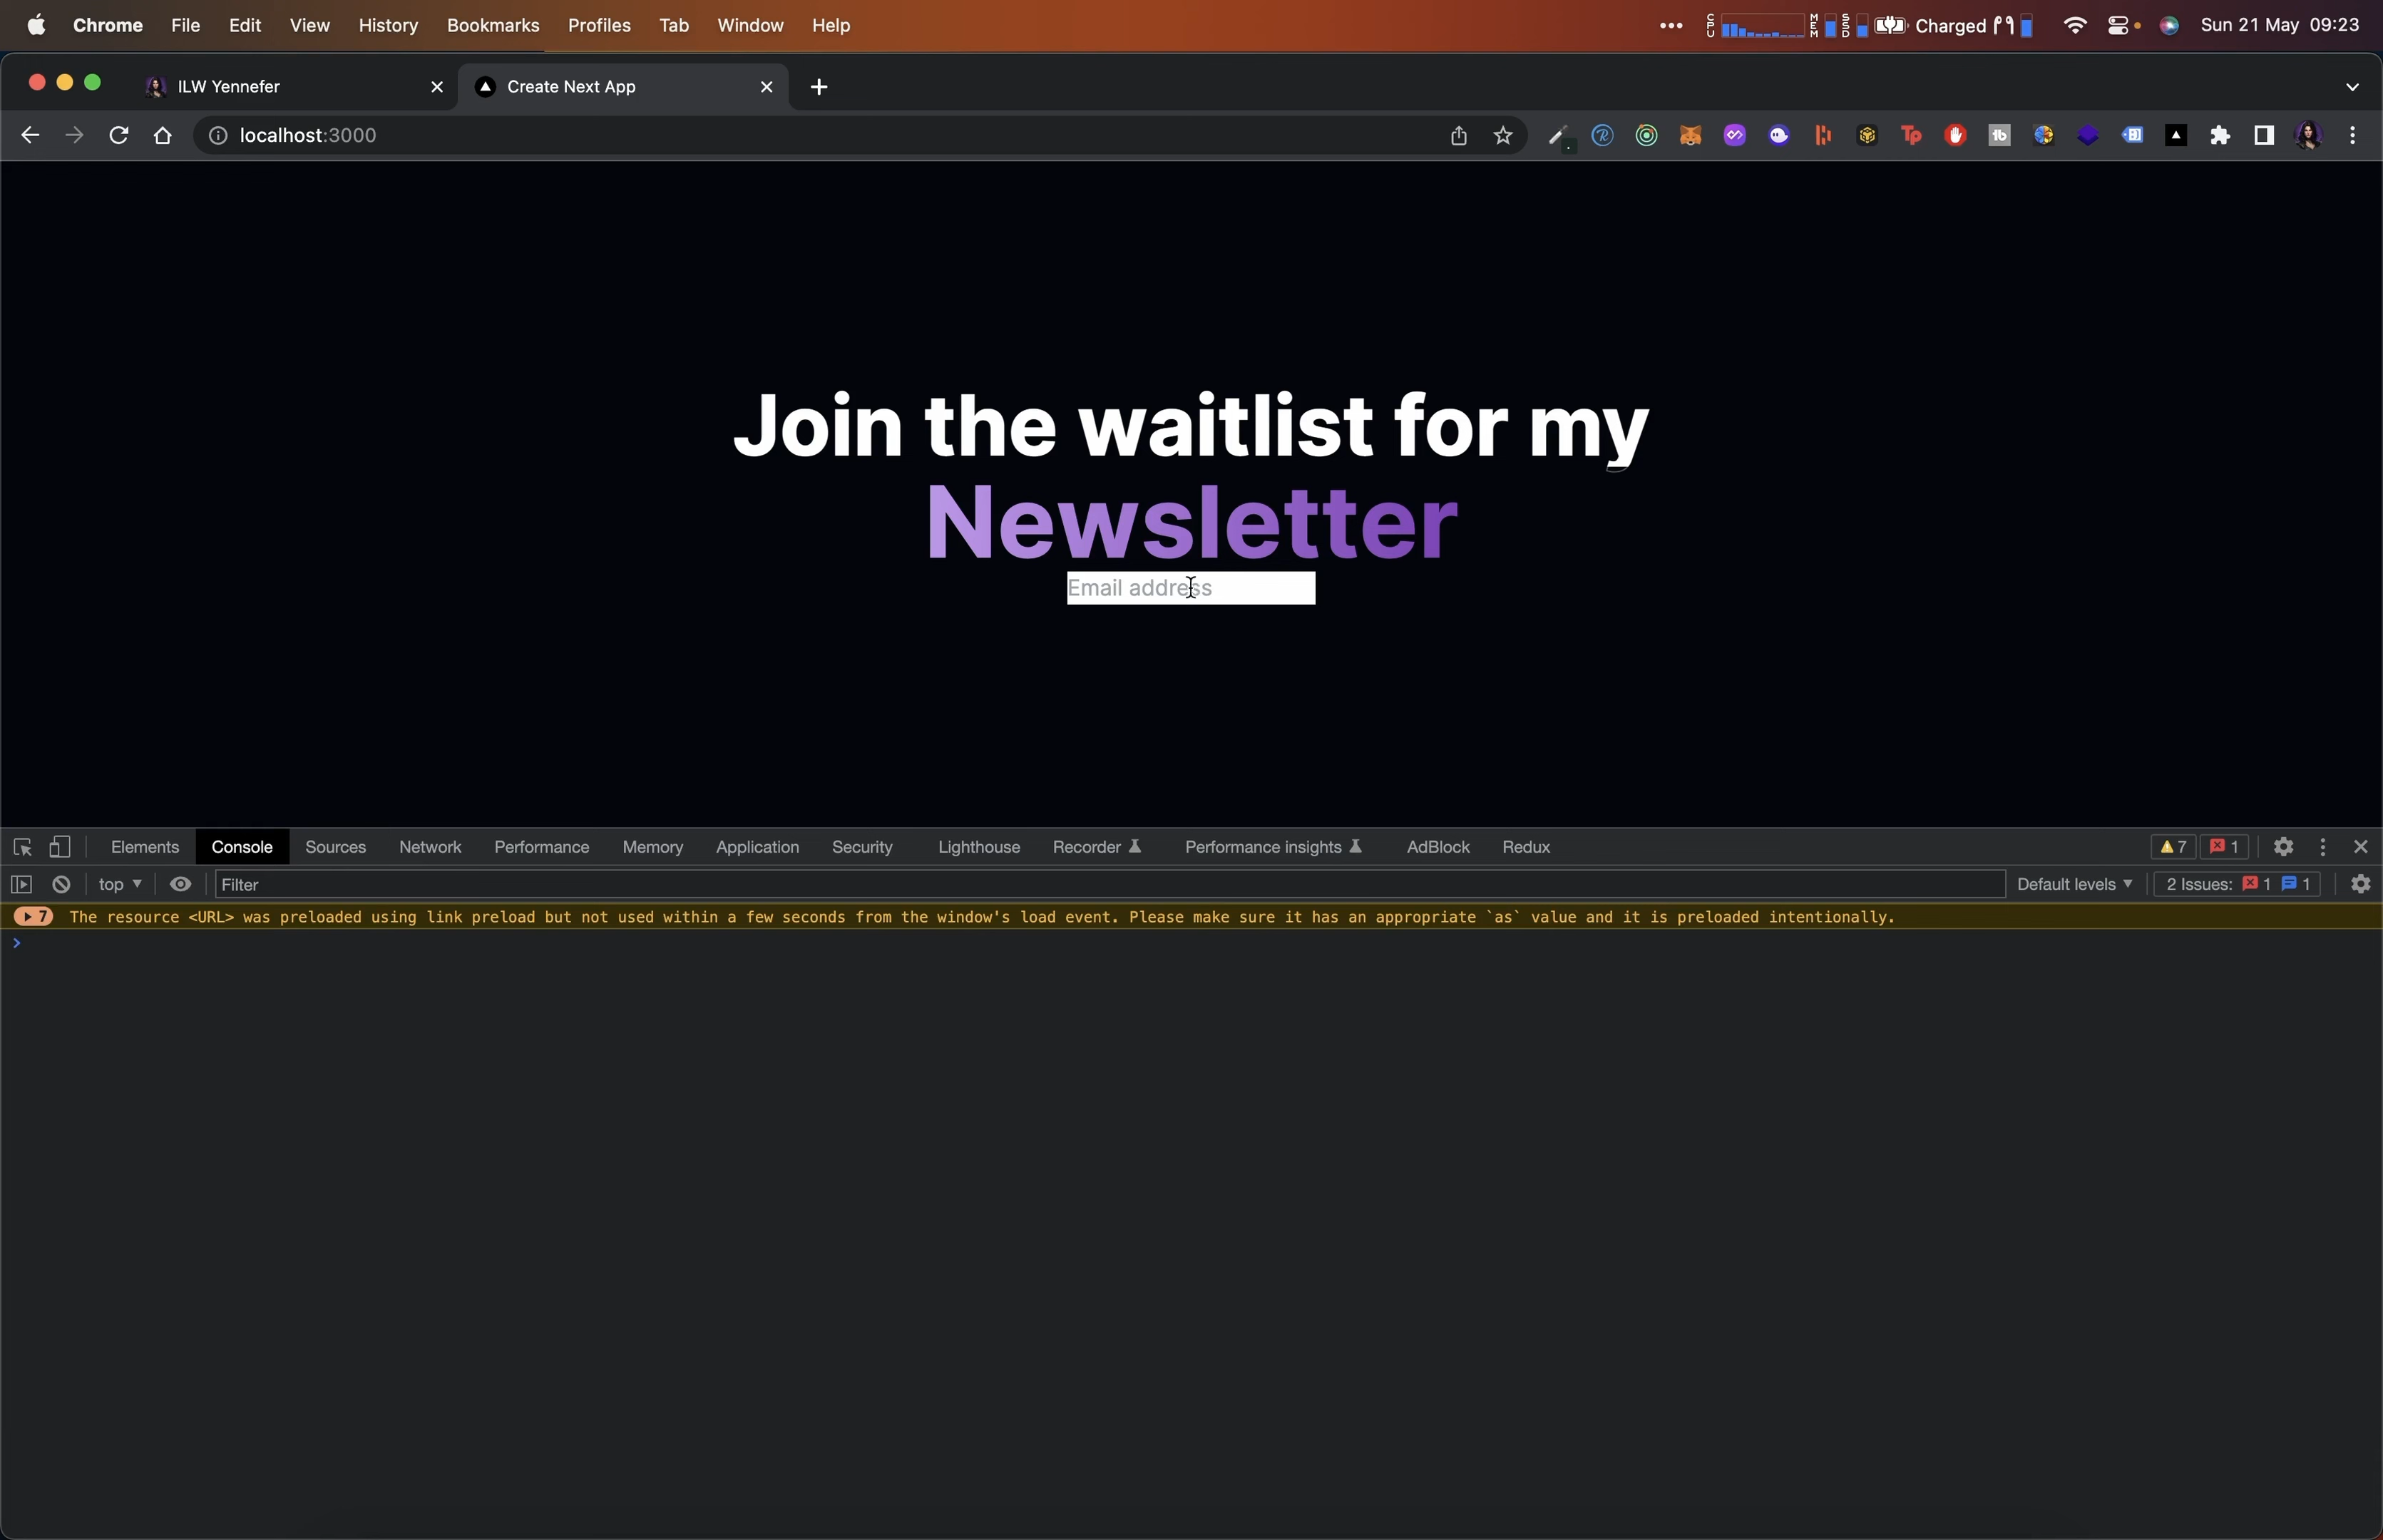 Chrome File Edit View History Bookmarks Profiles Tab Window Help CPU MEM SSD Charged Sun 21 May 09:23
ILW Yennefer Create Next App
localhost:3000
Join the waitlist for my
Newsletter
Email address
Elements Console Sources Network Performance Memory Application Security Lighthouse Recorder Performance insights AdBlock Redux 7 1
top Filter Default levels 2 Issues: 1 1
7 The resource <URL> was preloaded using link preload but not used within a few seconds from the window's load event. Please make sure it has an appropriate `as` value and it is preloaded intentionally.